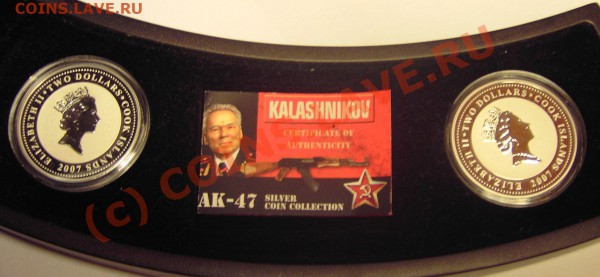 COINS.LAVE.RU
ELIZABETH II · TWO DOLLARS · COOK ISLANDS
2007
KALASHNIKOV
CERTIFICATE OF
AUTHENTICITY
AK-47 SILVER
COIN COLLECTION
ELIZABETH II · TWO DOLLARS · COOK ISLANDS
2007
(c) COINS.LAVE.RU